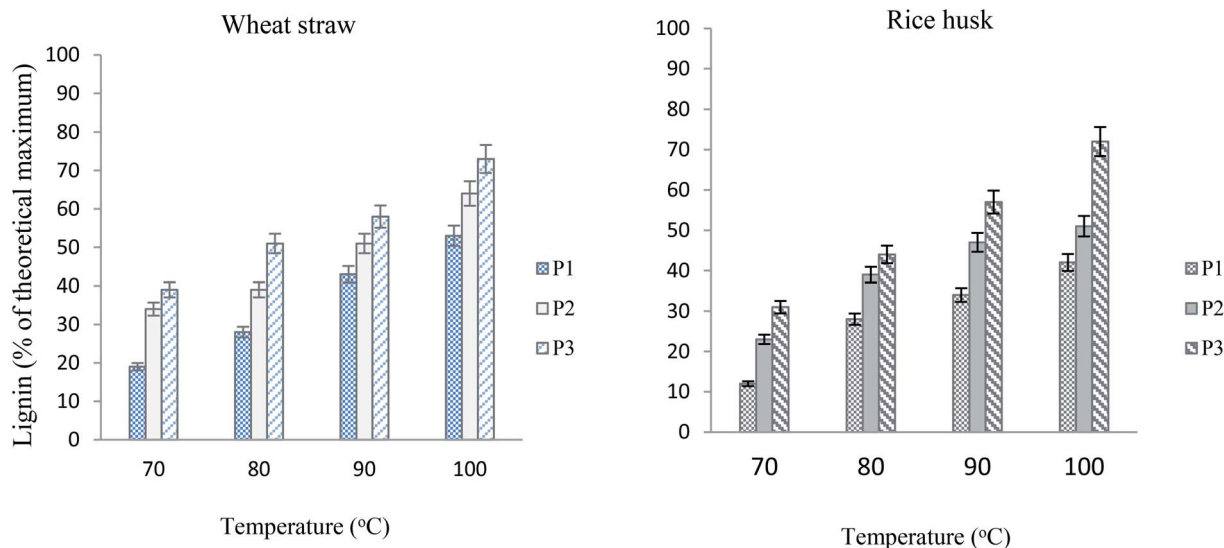 Wheat straw
Lignin (% of theoretical maximum)
100
90
80
70
60
50
40
30
20
10
0
70 80 90 100
Temperature (oC)
P1
P2
P3
Rice husk
100
90
80
70
60
50
40
30
20
10
0
70 80 90 100
Temperature (oC)
P1
P2
P3